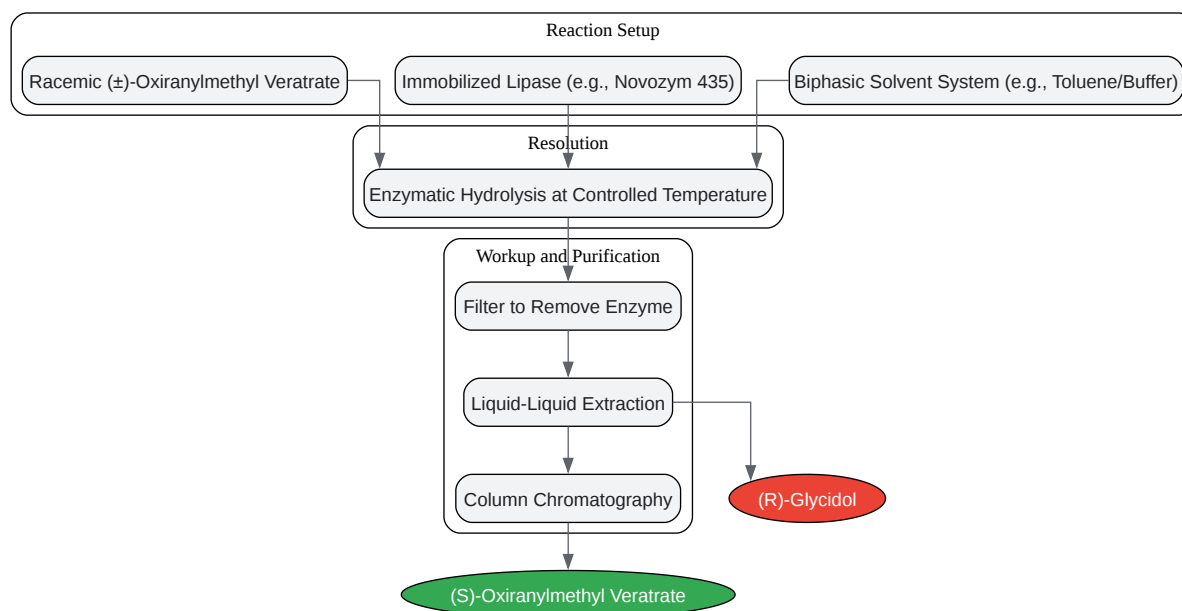 Reaction Setup
Racemic (±)-Oxiranylmethyl Veratrate
Immobilized Lipase (e.g., Novozym 435)
Biphasic Solvent System (e.g., Toluene/Buffer)
Resolution
Enzymatic Hydrolysis at Controlled Temperature
Workup and Purification
Filter to Remove Enzyme
Liquid-Liquid Extraction
Column Chromatography
(R)-Glycidol
(S)-Oxiranylmethyl Veratrate